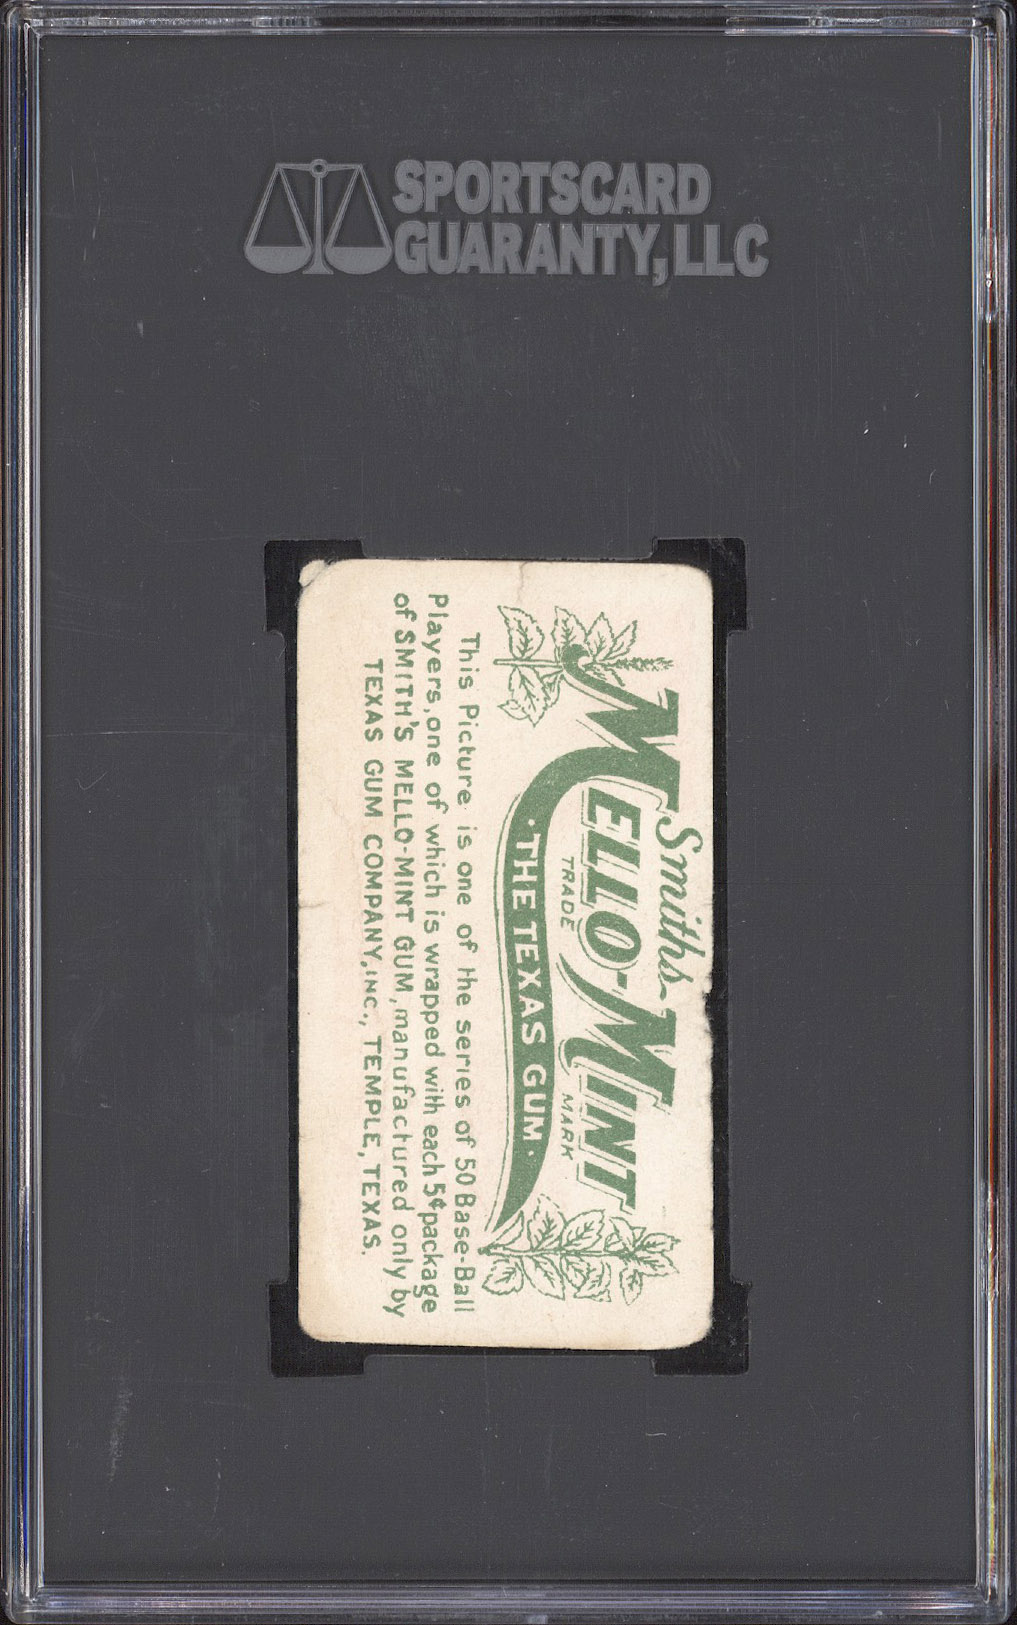 SPORTSCARD
GUARANTY, LLC
Smith's
MELLO-MINT
TRADE MARK
· THE TEXAS GUM ·
This Picture is one of the series of 50 Base-Ball
Players, one of which is wrapped with each 5¢ package
of SMITH'S MELLO-MINT GUM, manufactured only by
TEXAS GUM COMPANY, INC., TEMPLE, TEXAS.